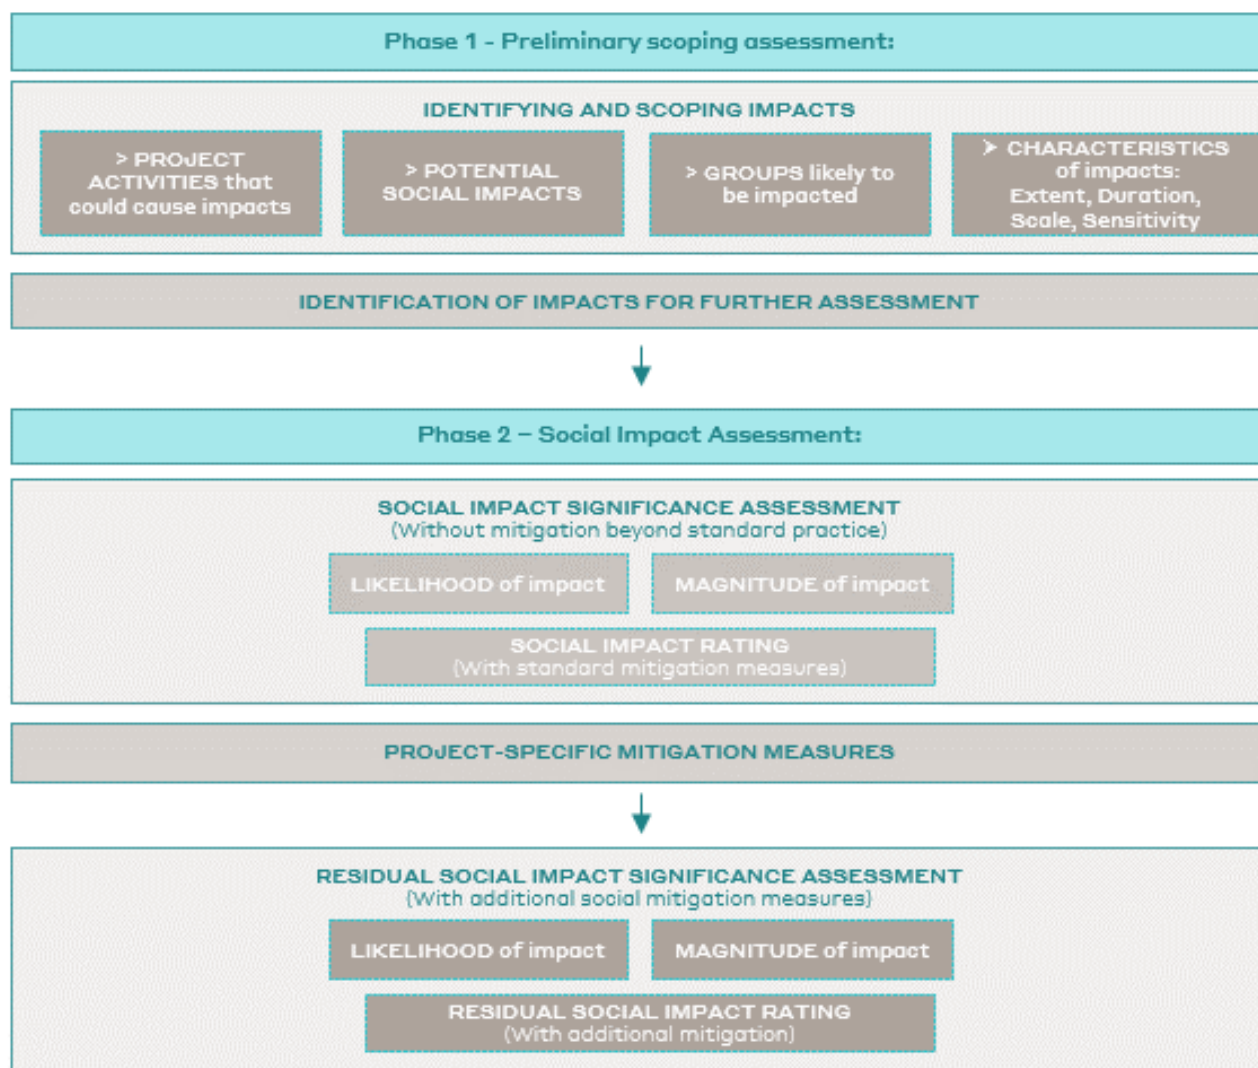 Phase 1 - Preliminary scoping assessment:
IDENTIFYING AND SCOPING IMPACTS
> PROJECT
ACTIVITIES that
could cause impacts
> POTENTIAL
SOCIAL IMPACTS
> GROUPS likely to
be impacted
➤ CHARACTERISTICS
of impacts:
Extent, Duration,
Scale, Sensitivity
IDENTIFICATION OF IMPACTS FOR FURTHER ASSESSMENT
Phase 2 – Social Impact Assessment:
SOCIAL IMPACT SIGNIFICANCE ASSESSMENT
(Without mitigation beyond standard practice)
LIKELIHOOD of impact
MAGNITUDE of impact
SOCIAL IMPACT RATING
(With standard mitigation measures)
PROJECT-SPECIFIC MITIGATION MEASURES
RESIDUAL SOCIAL IMPACT SIGNIFICANCE ASSESSMENT
(With additional social mitigation measures)
LIKELIHOOD of impact
MAGNITUDE of impact
RESIDUAL SOCIAL IMPACT RATING
(With additional mitigation)